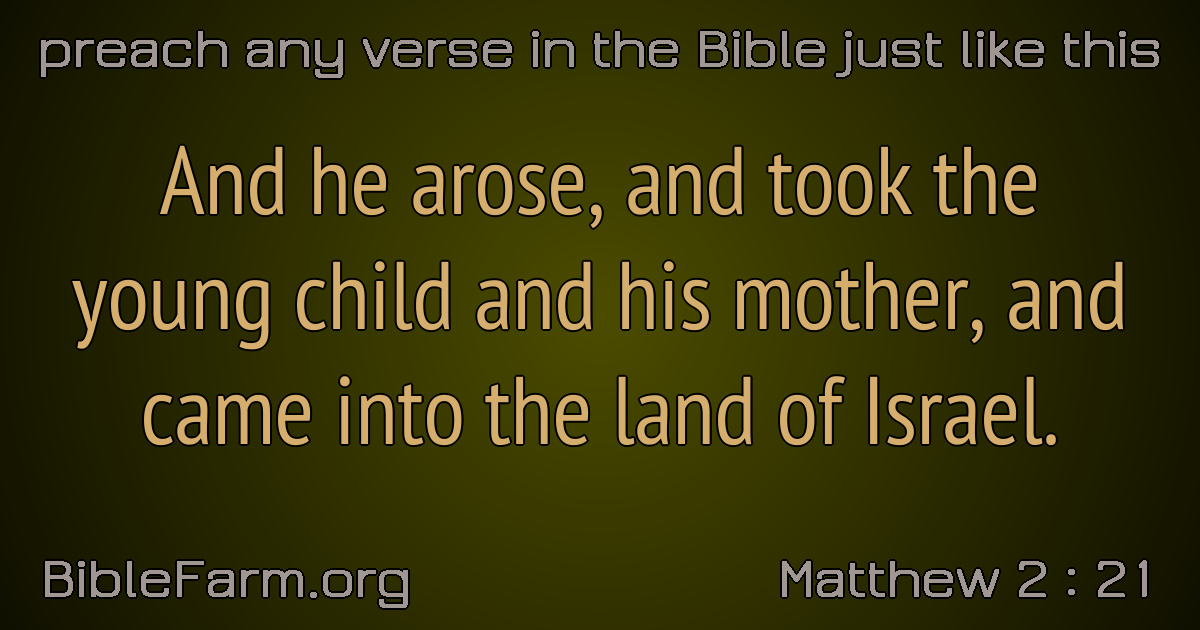 preach any verse in the Bible just like this
And he arose, and took the
young child and his mother, and
came into the land of Israel.
BibleFarm.org
Matthew 2 : 21